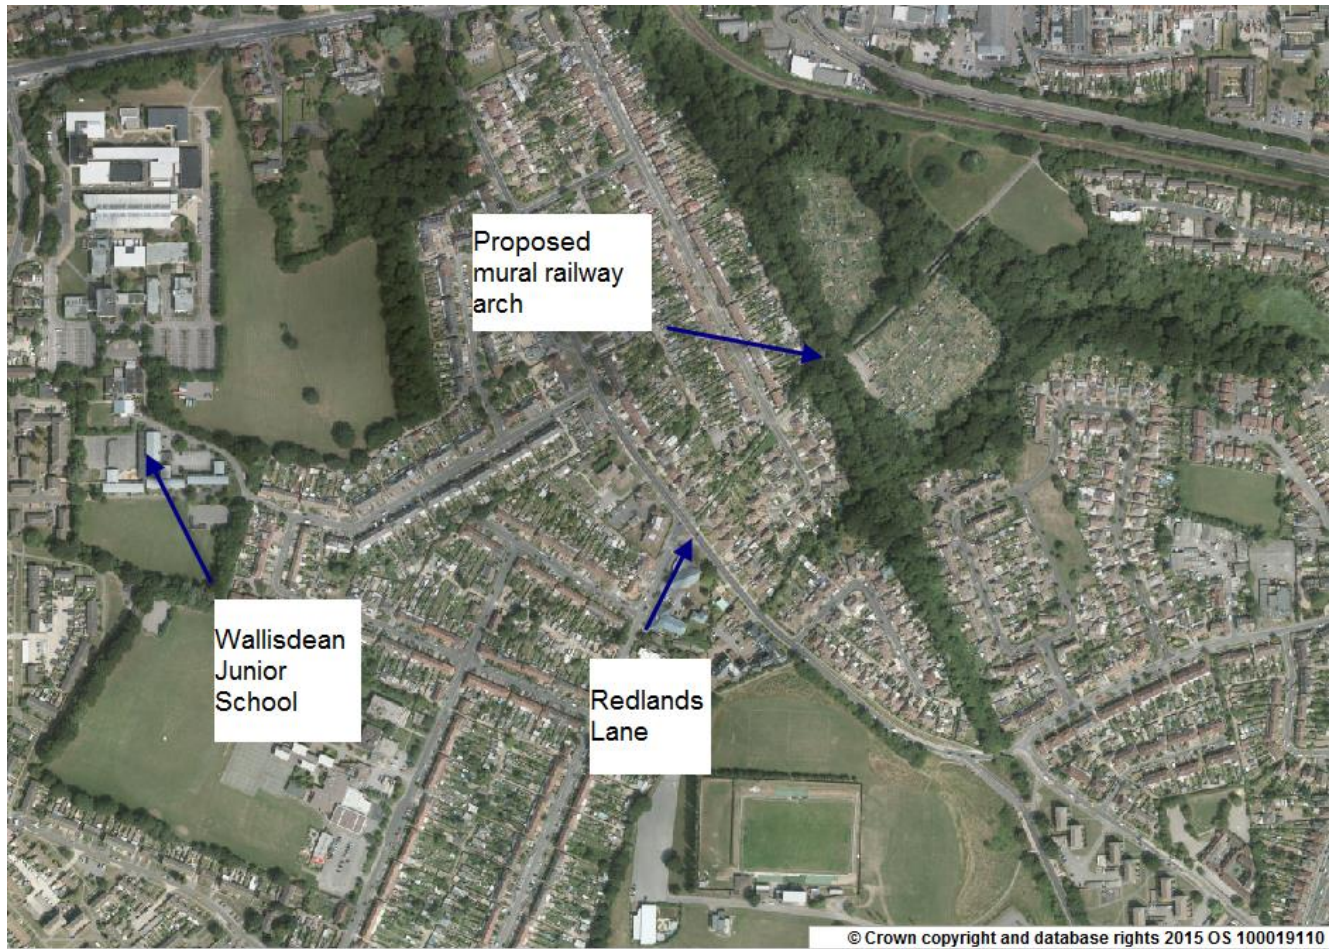 Proposed
mural railway
arch
Wallisdean
Junior
School
Redlands
Lane
© Crown copyright and database rights 2015 OS 100019110